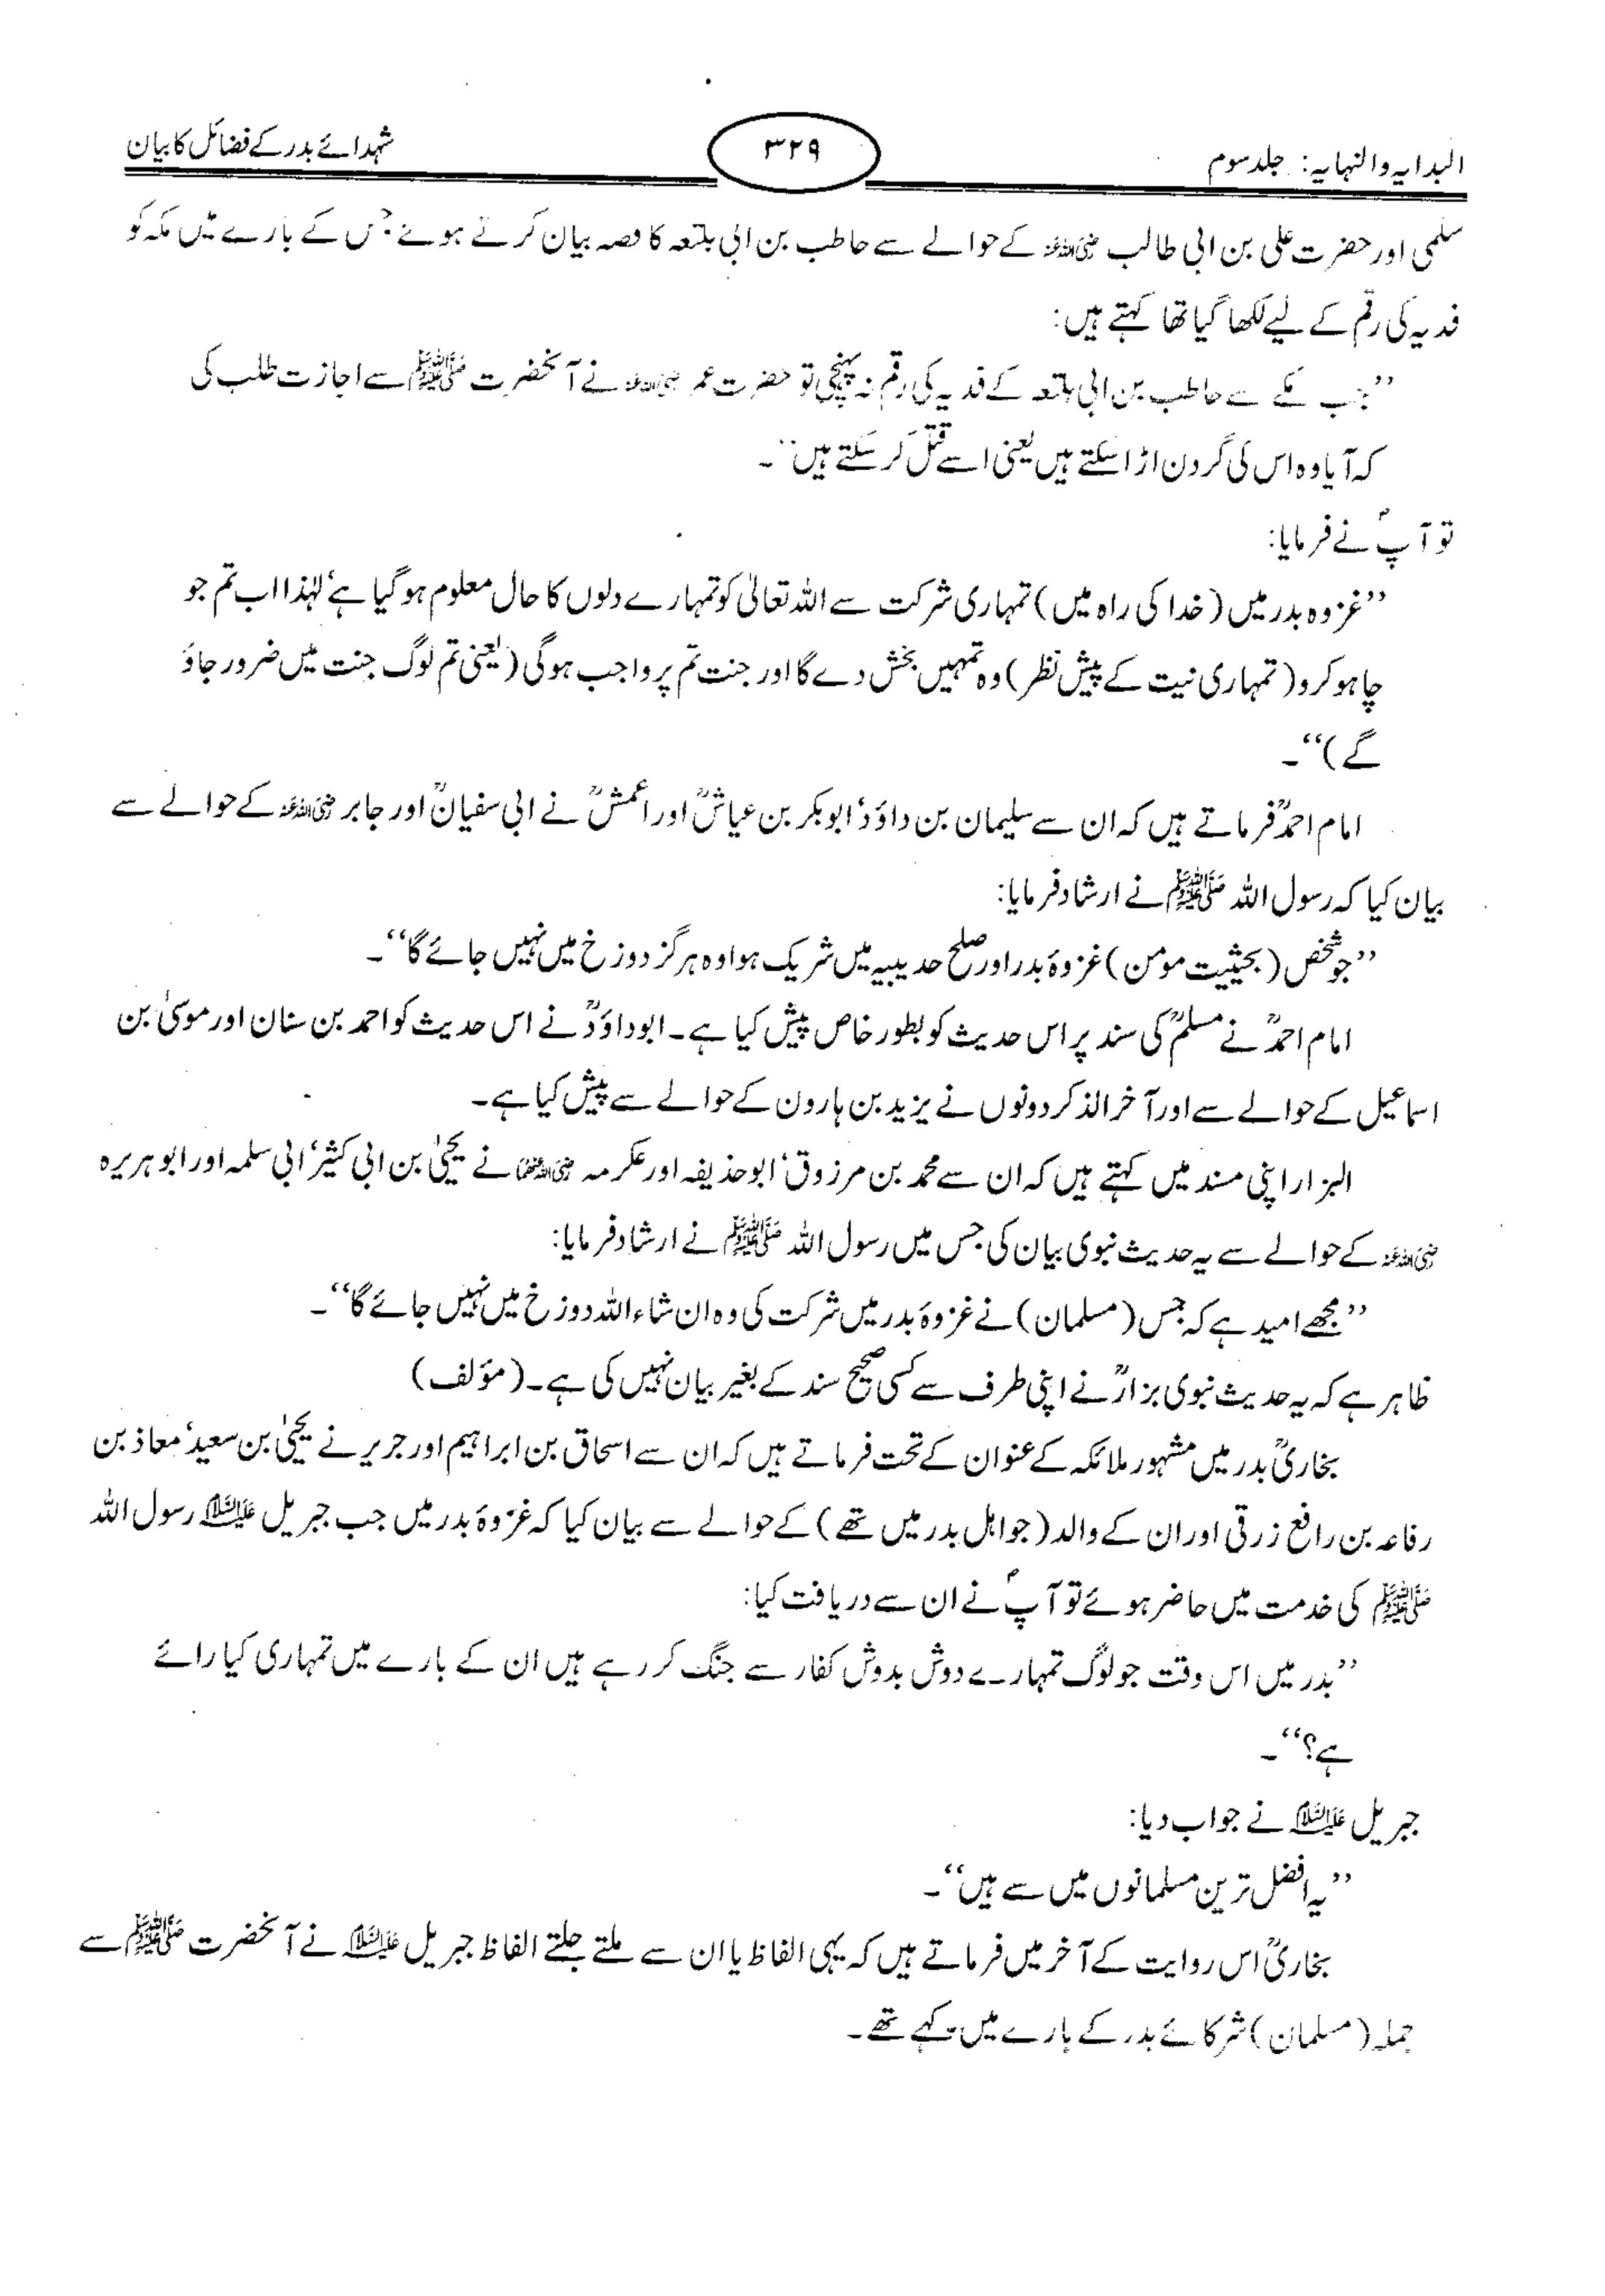 البدایہ والنہایہ: جلد سوم
۳۲۹
شہدائے بدر کے فضائل کا بیان
سلمی اور حضرت علی بن ابی طالب رضی اللہ عنہ کے حوالے سے حاطب بن ابی بلتعہ کا قصہ بیان کرتے ہوئے جس کے بارے میں مکہ کو
فدیہ کی رقم کے لیے لکھا گیا تھا کہتے ہیں:
’’جب مکے سے حاطب بن ابی بلتعہ کے فدیہ کی رقم نہ پہنچی تو حضرت عمر رضی اللہ عنہ نے آنحضرت ﷺ سے اجازت طلب کی
کہ آیا وہ اس کی گردن اڑا سکتے ہیں یعنی اسے قتل کر سکتے ہیں‘‘۔
تو آپؐ نے فرمایا:
’’غزوہ بدر میں (خدا کی راہ میں) تمہاری شرکت سے اللہ تعالیٰ کو تمہارے دلوں کا حال معلوم ہو گیا ہے‘ لہٰذا اب تم جو
چاہو کرو (تمہاری نیت کے پیش نظر) وہ تمہیں بخش دے گا اور جنت تم پر واجب ہوگی (یعنی تم لوگ جنت میں ضرور جاؤ
گے)‘‘۔
امام احمدؒ فرماتے ہیں کہ ان سے سلیمان بن داؤد‘ ابوبکر بن عیاشؒ اور اعمشؒ نے ابی سفیانؒ اور جابر رضی اللہ عنہ کے حوالے سے
بیان کیا کہ رسول اللہ ﷺ نے ارشاد فرمایا:
’’جو شخص (بحیثیت مومن) غزوۂ بدر اور صلح حدیبیہ میں شریک ہوا وہ ہرگز دوزخ میں نہیں جائے گا‘‘۔
امام احمدؒ نے مسلمؒ کی سند پر اس حدیث کو بطور خاص پیش کیا ہے۔ ابوداؤدؒ نے اس حدیث کو احمد بن سنان اور موسیٰ بن
اسماعیل کے حوالے سے اور آخر الذکر دونوں نے یزید بن ہارون کے حوالے سے پیش کیا ہے۔
البزار اپنی مسند میں کہتے ہیں کہ ان سے محمد بن مرزوق‘ ابوحذیفہ اور عکرمہ رضی اللہ عنہما نے یحییٰ بن ابی کثیر‘ ابی سلمہ اور ابوہریرہ
رضی اللہ عنہ کے حوالے سے یہ حدیث نبوی بیان کی جس میں رسول اللہ ﷺ نے ارشاد فرمایا:
’’مجھے امید ہے کہ جس (مسلمان) نے غزوۂ بدر میں شرکت کی وہ ان شاء اللہ دوزخ میں نہیں جائے گا‘‘۔
ظاہر ہے کہ یہ حدیث نبوی بزارؒ نے اپنی طرف سے کسی صحیح سند کے بغیر بیان نہیں کی ہے۔ (مؤلف)
بخاریؒ بدر میں مشہور ملائکہ کے عنوان کے تحت فرماتے ہیں کہ ان سے اسحاق بن ابراہیم اور جریر نے یحییٰ بن سعید‘ معاذ بن
رفاعہ بن رافع زرقی اور ان کے والد (جو اہل بدر میں تھے) کے حوالے سے بیان کیا کہ غزوۂ بدر میں جب جبریل علیہ السلام رسول اللہ
ﷺ کی خدمت میں حاضر ہوئے تو آپؐ نے ان سے دریافت کیا:
’’بدر میں اس وقت جو لوگ تمہارے دوش بدوش کفار سے جنگ کر رہے ہیں ان کے بارے میں تمہاری کیا رائے
ہے؟‘‘۔
جبریل علیہ السلام نے جواب دیا:
’’یہ افضل ترین مسلمانوں میں سے ہیں‘‘۔
بخاریؒ اس روایت کے آخر میں فرماتے ہیں کہ یہی الفاظ یا ان سے ملتے جلتے الفاظ جبریل علیہ السلام نے آنحضرت ﷺ سے
جملہ (مسلمان) شرکائے بدر کے بارے میں کہے تھے۔